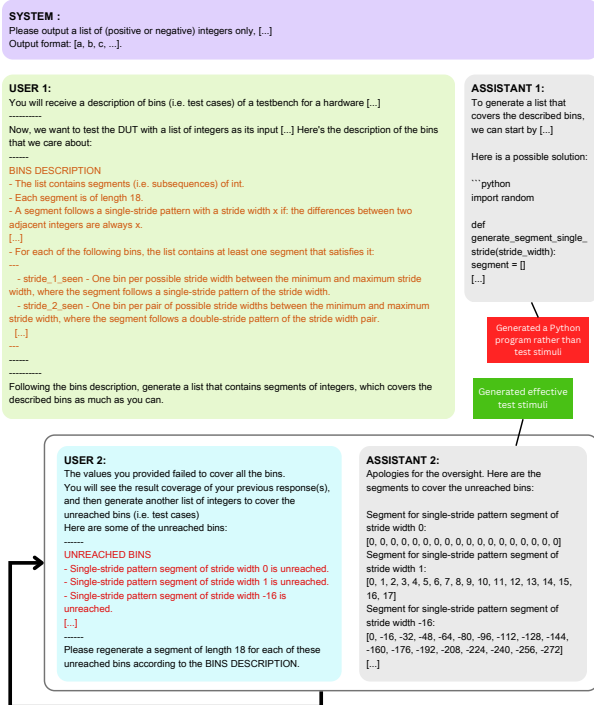 SYSTEM :
Please output a list of (positive or negative) integers only, [...]
Output format: [a, b, c, ...].
USER 1:
You will receive a description of bins (i.e. test cases) of a testbench for a hardware [...]
----------
Now, we want to test the DUT with a list of integers as its input [...] Here's the description of the bins
that we care about:
------
BINS DESCRIPTION
- The list contains segments (i.e. subsequences) of int.
- Each segment is of length 18.
- A segment follows a single-stride pattern with a stride width x if: the differences between two
adjacent integers are always x.
[...]
- For each of the following bins, the list contains at least one segment that satisfies it:
---
- stride_1_seen - One bin per possible stride width between the minimum and maximum stride
width, where the segment follows a single-stride pattern of the stride width.
- stride_2_seen - One bin per pair of possible stride widths between the minimum and maximum
stride width, where the segment follows a double-stride pattern of the stride width pair.
[...]
---
------
----------
Following the bins description, generate a list that contains segments of integers, which covers the
described bins as much as you can.
ASSISTANT 1:
To generate a list that
covers the described bins,
we can start by [...]
Here is a possible solution:
```python
import random
def
generate_segment_single_
stride(stride_width):
segment = []
[...]
Generated a Python
program rather than
test stimuli
Generated effective
test stimuli
USER 2:
The values you provided failed to cover all the bins.
You will see the result coverage of your previous response(s),
and then generate another list of integers to cover the
unreached bins (i.e. test cases)
Here are some of the unreached bins:
------
UNREACHED BINS
- Single-stride pattern segment of stride width 0 is unreached.
- Single-stride pattern segment of stride width 1 is unreached.
- Single-stride pattern segment of stride width -16 is
unreached.
[...]
------
Please regenerate a segment of length 18 for each of these
unreached bins according to the BINS DESCRIPTION.
ASSISTANT 2:
Apologies for the oversight. Here are the
segments to cover the unreached bins:
Segment for single-stride pattern segment of
stride width 0:
[0, 0, 0, 0, 0, 0, 0, 0, 0, 0, 0, 0, 0, 0, 0, 0, 0, 0]
Segment for single-stride pattern segment of
stride width 1:
[0, 1, 2, 3, 4, 5, 6, 7, 8, 9, 10, 11, 12, 13, 14, 15,
16, 17]
Segment for single-stride pattern segment of
stride width -16:
[0, -16, -32, -48, -64, -80, -96, -112, -128, -144,
-160, -176, -192, -208, -224, -240, -256, -272]
[...]